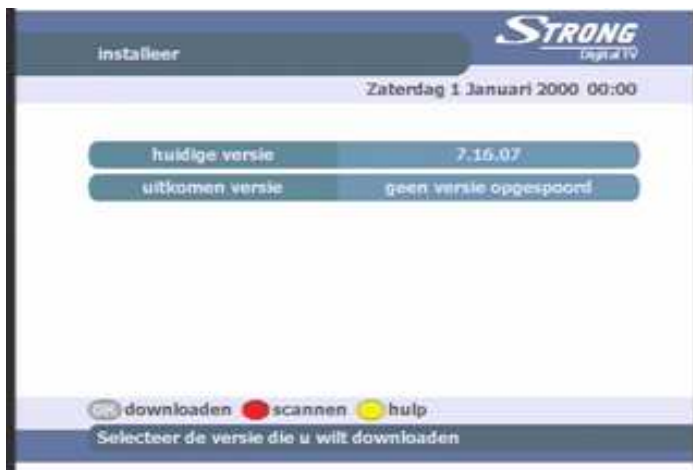 STRONG
Digital TV
installeer
Zaterdag 1 Januari 2000 00:00
huidige versie 7.16.07
uitkomen versie geen versie opgespoord
OK downloaden scannen hulp
Selecteer de versie die u wilt downloaden